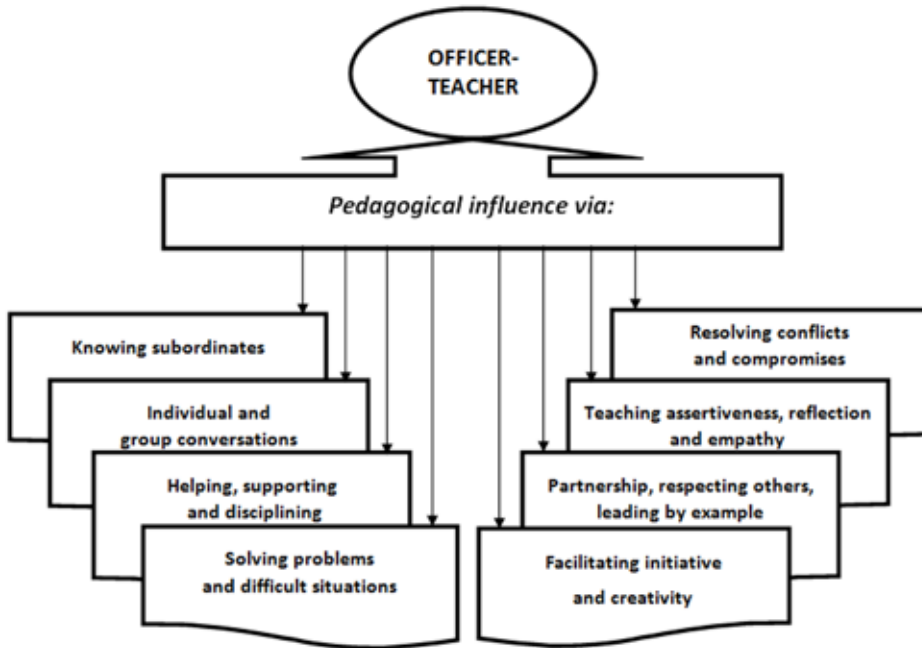 OFFICER-
TEACHER
Pedagogical influence via:
Knowing subordinates
Individual and
group conversations
Helping, supporting
and disciplining
Solving problems
and difficult situations
Resolving conflicts
and compromises
Teaching assertiveness, reflection
and empathy
Partnership, respecting others,
leading by example
Facilitating initiative
and creativity